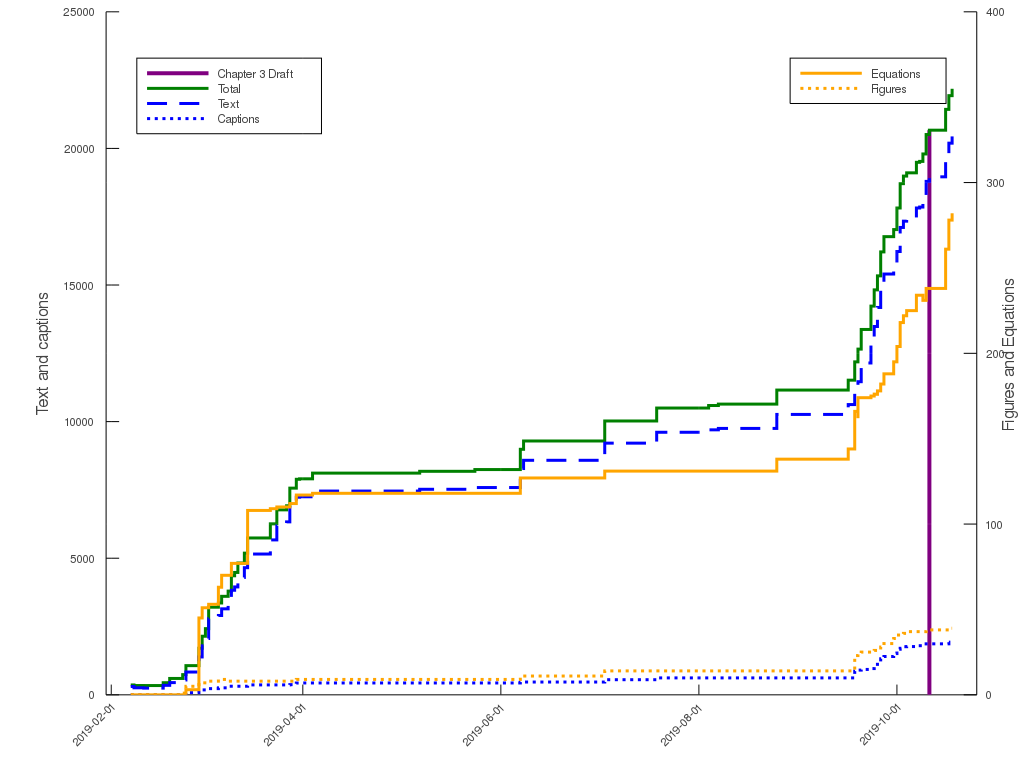 25000
20000
15000
10000
5000
0
Text and captions
400
300
200
100
0
Figures and Equations
Chapter 3 Draft
Total
Text
Captions
Equations
Figures
2019-02-01
2019-04-01
2019-06-01
2019-08-01
2019-10-01